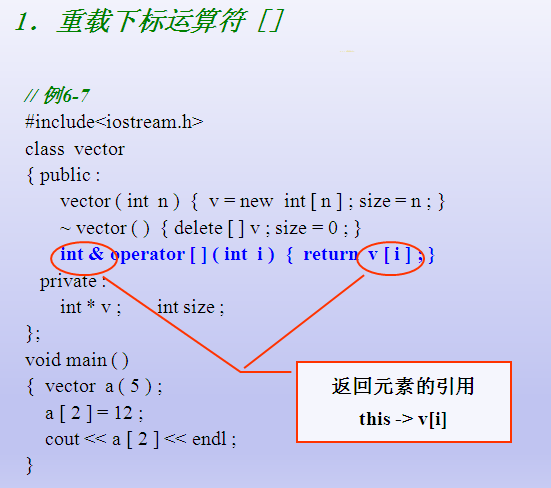 1. 重载下标运算符 []
// 例6-7
#include<iostream.h>
class vector
{ public :
vector ( int n ) { v = new int [ n ] ; size = n ; }
~ vector ( ) { delete [ ] v ; size = 0 ; }
int & operator [ ] ( int i ) { return v [ i ] ; }
private :
int * v ; int size ;
};
void main ( )
{ vector a ( 5 ) ;
a [ 2 ] = 12 ;
cout << a [ 2 ] << endl ;
}
返回元素的引用
this -> v[i]